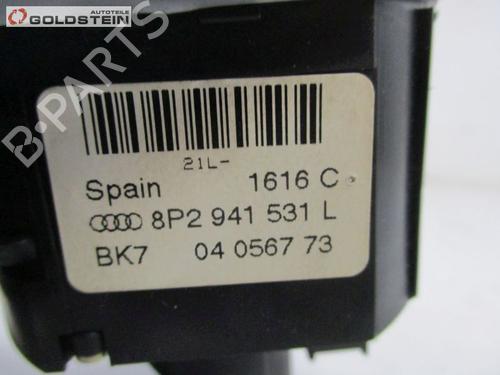 Autoteile
GOLDSTEIN
B-PARTS
21L-
Spain 1616 C
8P2 941 531 L
BK7 04 0567 73